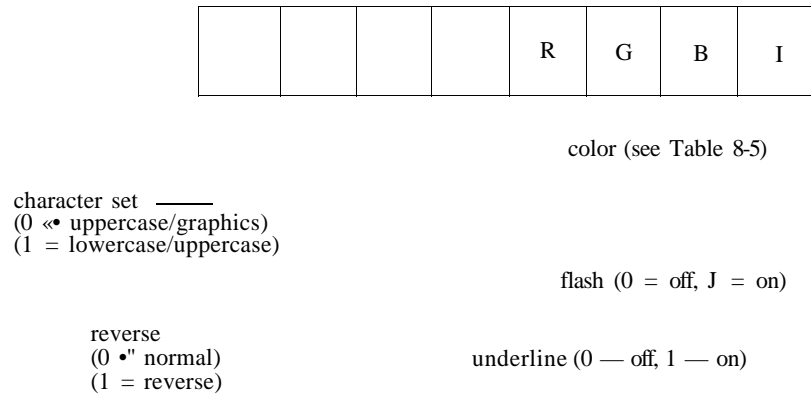 R G B I
color (see Table 8-5)
character set
(0 «• uppercase/graphics)
(1 = lowercase/uppercase)
flash (0 = off, J = on)
reverse
(0 •" normal)
(1 = reverse)
underline (0 — off, 1 — on)